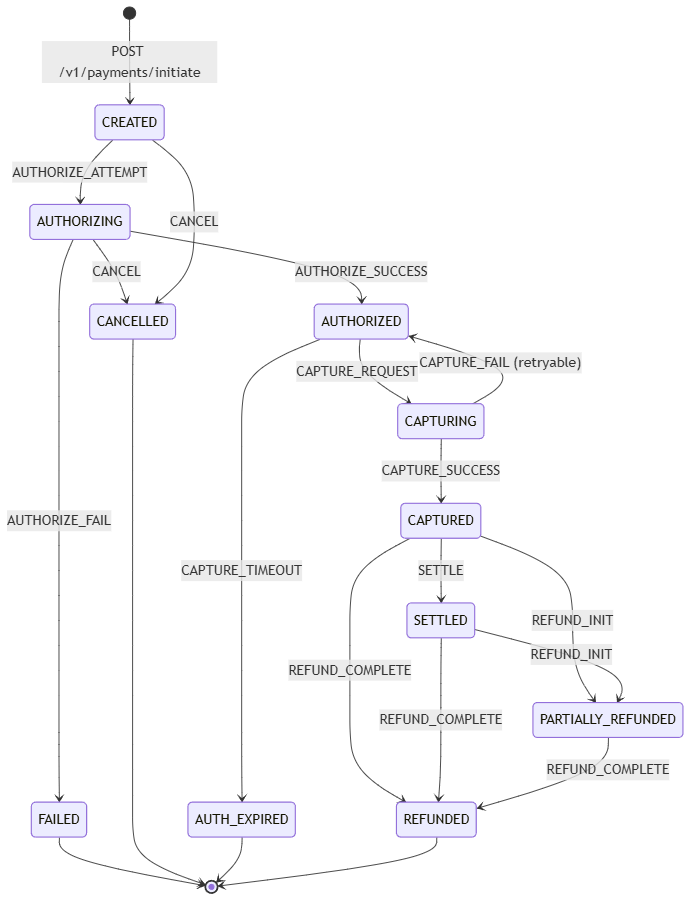 POST
/v1/payments/initiate
CREATED
AUTHORIZE_ATTEMPT
AUTHORIZING
CANCEL
CANCEL
AUTHORIZE_SUCCESS
CANCELLED
AUTHORIZED
CAPTURE_REQUEST
CAPTURE_FAIL (retryable)
CAPTURING
CAPTURE_SUCCESS
AUTHORIZE_FAIL
CAPTURED
CAPTURE_TIMEOUT
SETTLE
SETTLED
REFUND_INIT
REFUND_INIT
REFUND_COMPLETE
REFUND_COMPLETE
PARTIALLY_REFUNDED
REFUND_COMPLETE
FAILED
AUTH_EXPIRED
REFUNDED